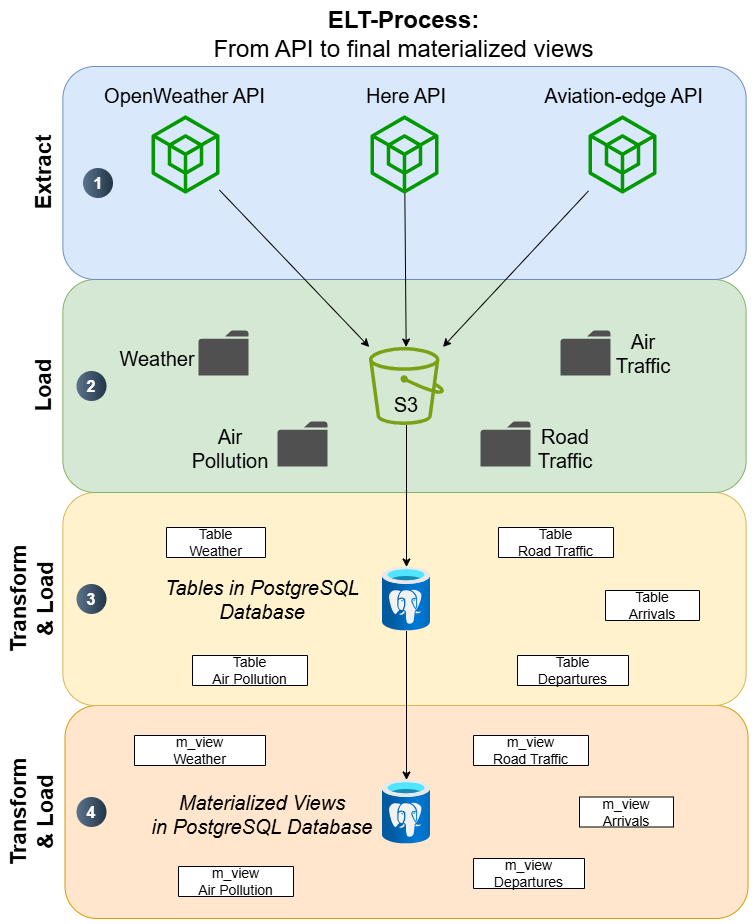 ELT-Process:
From API to final materialized views
Extract
1
OpenWeather API
Here API
Aviation-edge API
Load
2
Weather
Air
Pollution
S3
Air
Traffic
Road
Traffic
Transform
& Load
3
Table
Weather
Table
Road Traffic
Tables in PostgreSQL
Database
Table
Arrivals
Table
Air Pollution
Table
Departures
Transform
& Load
4
m_view
Weather
m_view
Road Traffic
Materialized Views
in PostgreSQL Database
m_view
Arrivals
m_view
Air Pollution
m_view
Departures